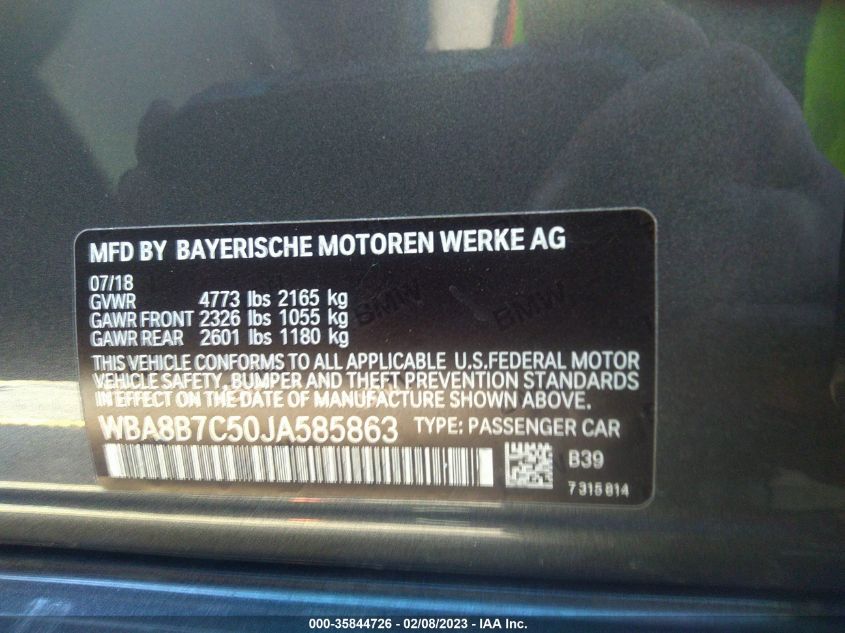 MFD BY BAYERISCHE MOTOREN WERKE AG
07/18
GVWR 4773 lbs 2165 kg
GAWR FRONT 2326 lbs 1055 kg
GAWR REAR 2601 lbs 1180 kg
THIS VEHICLE CONFORMS TO ALL APPLICABLE U.S.FEDERAL MOTOR
VEHICLE SAFETY, BUMPER AND THEFT PREVENTION STANDARDS
IN EFFECT ON THE DATE OF MANUFACTURE SHOWN ABOVE.
WBA8B7C50JA585863 TYPE: PASSENGER CAR
B39
7315814
BMW BMW
000-35844726 - 02/08/2023 - IAA Inc.